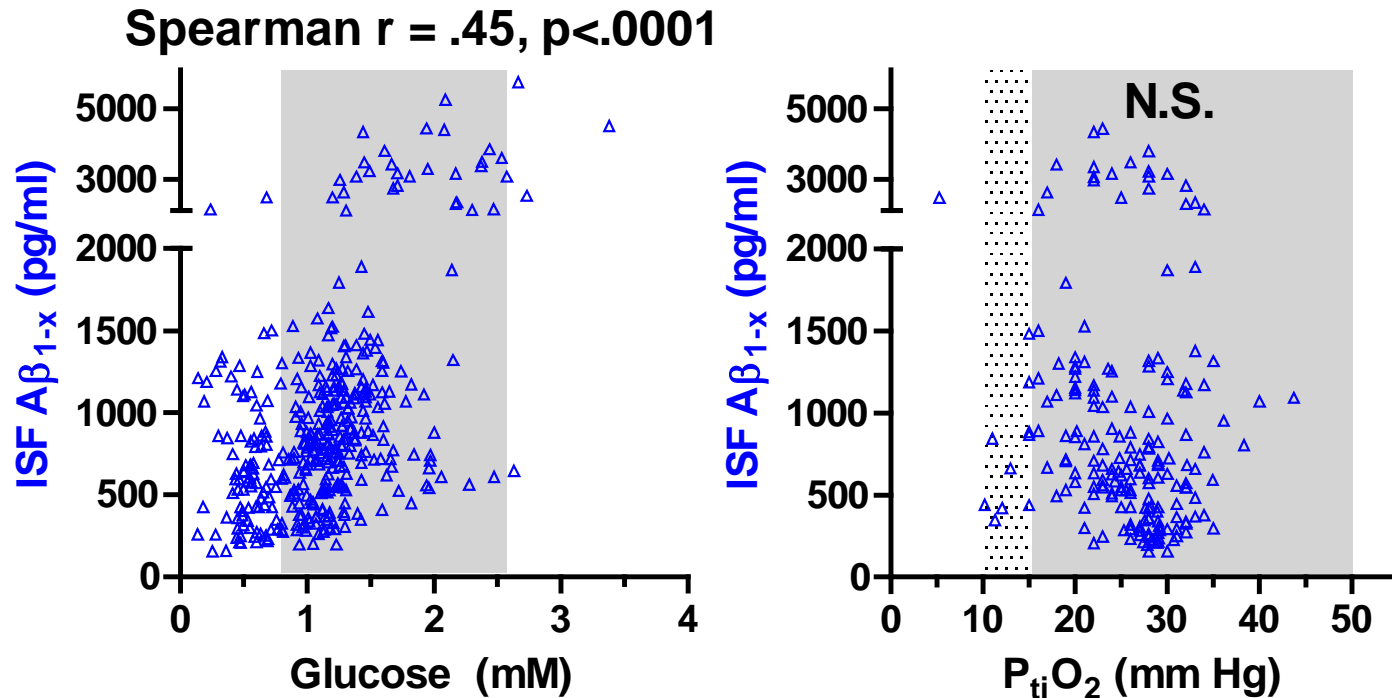 Spearman r = .45, p<.0001
ISF Aβ1-x (pg/ml)
5000
3000
2000
1500
1000
500
0
0 1 2 3 4
Glucose (mM)
N.S.
ISF Aβ1-x (pg/ml)
5000
3000
2000
1500
1000
500
0
0 10 20 30 40 50
PtiO2 (mm Hg)